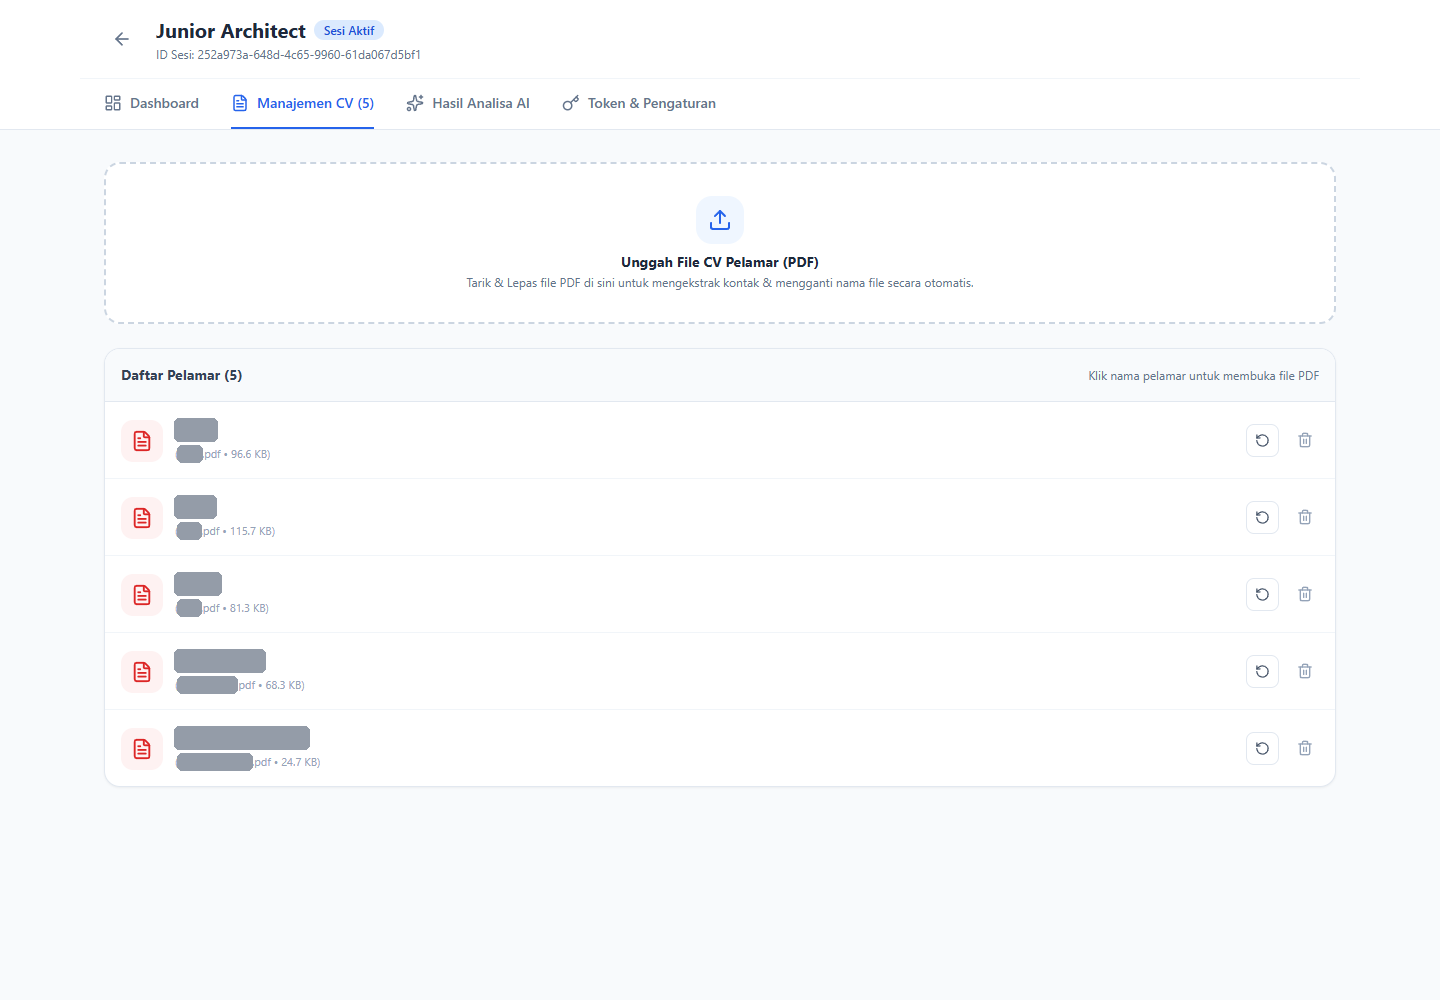 Junior Architect Sesi Aktif
ID Sesi: 252a973a-648d-4c65-9960-61da067d5bf1
Dashboard Manajemen CV (5) Hasil Analisa AI Token & Pengaturan
Unggah File CV Pelamar (PDF)
Tarik & Lepas file PDF di sini untuk mengekstrak kontak & mengganti nama file secara otomatis.
Daftar Pelamar (5) Klik nama pelamar untuk membuka file PDF
.pdf • 96.6 KB)
.pdf • 115.7 KB)
.pdf • 81.3 KB)
.pdf • 68.3 KB)
.pdf • 24.7 KB)